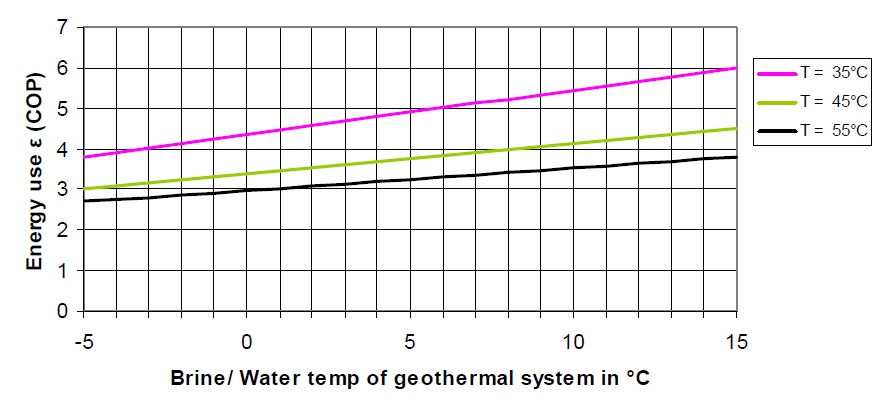 Energy use ε (COP)
7
6
5
4
3
2
1
0
-5
0
5
10
15
Brine/ Water temp of geothermal system in °C
T = 35°C
T = 45°C
T = 55°C